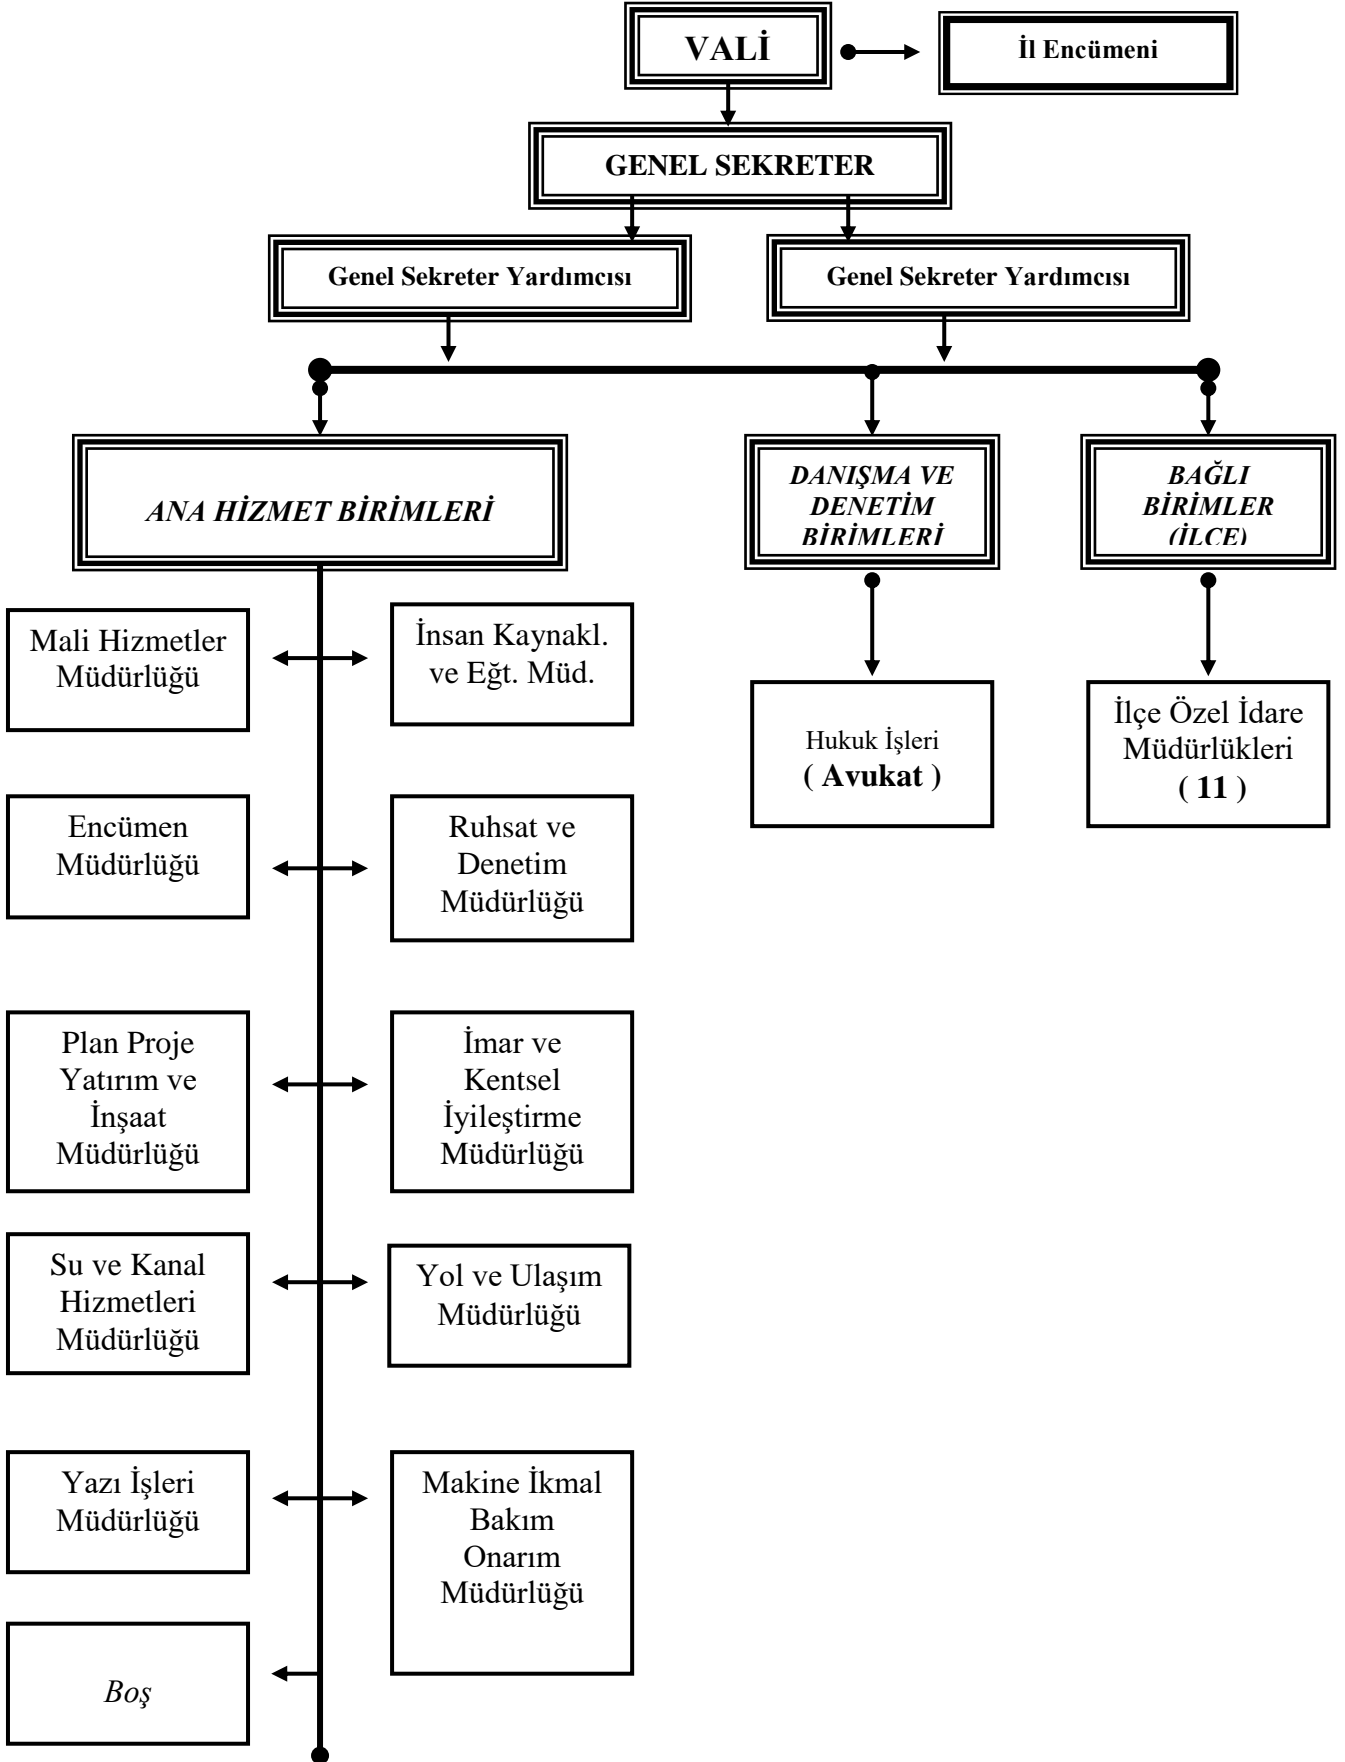 VALİ
İl Encümeni
GENEL SEKRETER
Genel Sekreter Yardımcısı
Genel Sekreter Yardımcısı
ANA HİZMET BİRİMLERİ
DANIŞMA VE
DENETİM
BİRİMLERİ
BAĞLI
BİRİMLER
(İLÇE)
Mali Hizmetler
Müdürlüğü
İnsan Kaynakl.
ve Eğt. Müd.
Hukuk İşleri
( Avukat )
İlçe Özel İdare
Müdürlükleri
( 11 )
Encümen
Müdürlüğü
Ruhsat ve
Denetim
Müdürlüğü
Plan Proje
Yatırım ve
İnşaat
Müdürlüğü
İmar ve
Kentsel
İyileştirme
Müdürlüğü
Su ve Kanal
Hizmetleri
Müdürlüğü
Yol ve Ulaşım
Müdürlüğü
Yazı İşleri
Müdürlüğü
Makine İkmal
Bakım
Onarım
Müdürlüğü
Boş